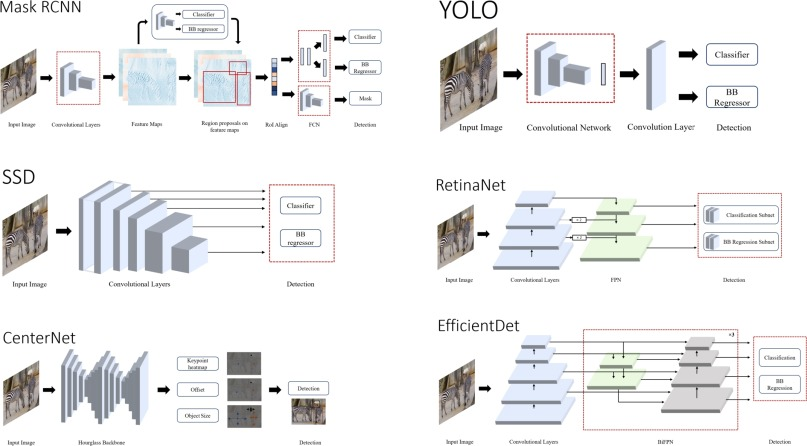 Mask RCNN
Classifier
BB regressor
Classifier
BB
Regressor
Mask
Input Image
Convolutional Layers
Feature Maps
Region proposals on
feature maps
RoI Align
FCN
Detection
YOLO
Classifier
BB
Regressor
Input Image
Convolutional Network
Convolution Layer
Detection
SSD
Classifier
BB
regressor
Input Image
Convolutional Layers
Detection
RetinaNet
Classification Subnet
BB Regression Subnet
Input Image
Convolutional Layers
FPN
Detection
CenterNet
Keypoint
heatmap
Offset
Object Size
Detection
Input Image
Hourglass Backbone
Detection
EfficientDet
x3
Classification
BB
Regression
Input Image
Convolutional Layers
BiFPN
Detection